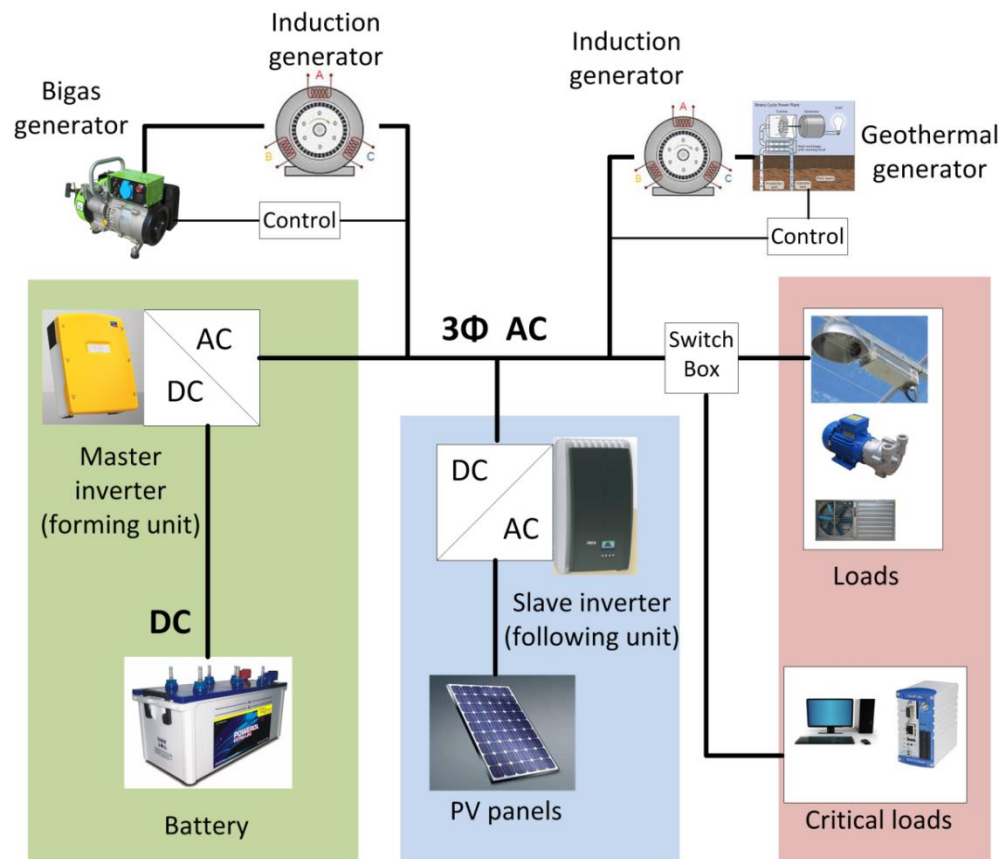 Induction
generator
Induction
generator
Bigas
generator
A
B
C
A
B
C
Geothermal
generator
Control
Control
3Φ AC
Switch
Box
AC
DC
Master
inverter
(forming unit)
DC
AC
Slave inverter
(following unit)
Loads
DC
POWEROL
Battery
PV panels
Critical loads